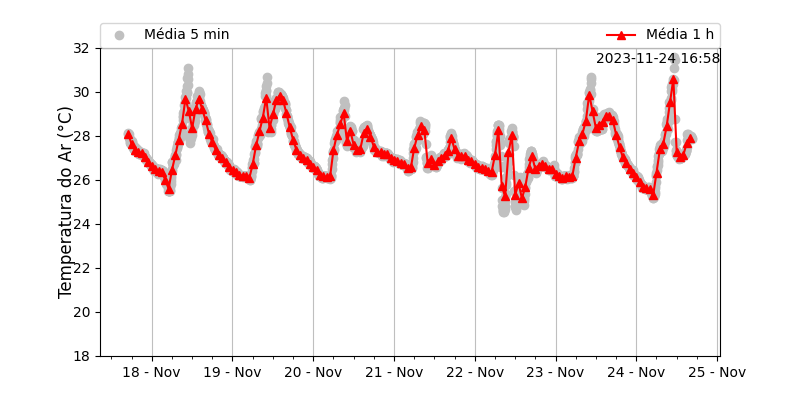 Média 5 min
Média 1 h
2023-11-24 16:58
Temperatura do Ar (°C)
32
30
28
26
24
22
20
18
18 - Nov
19 - Nov
20 - Nov
21 - Nov
22 - Nov
23 - Nov
24 - Nov
25 - Nov